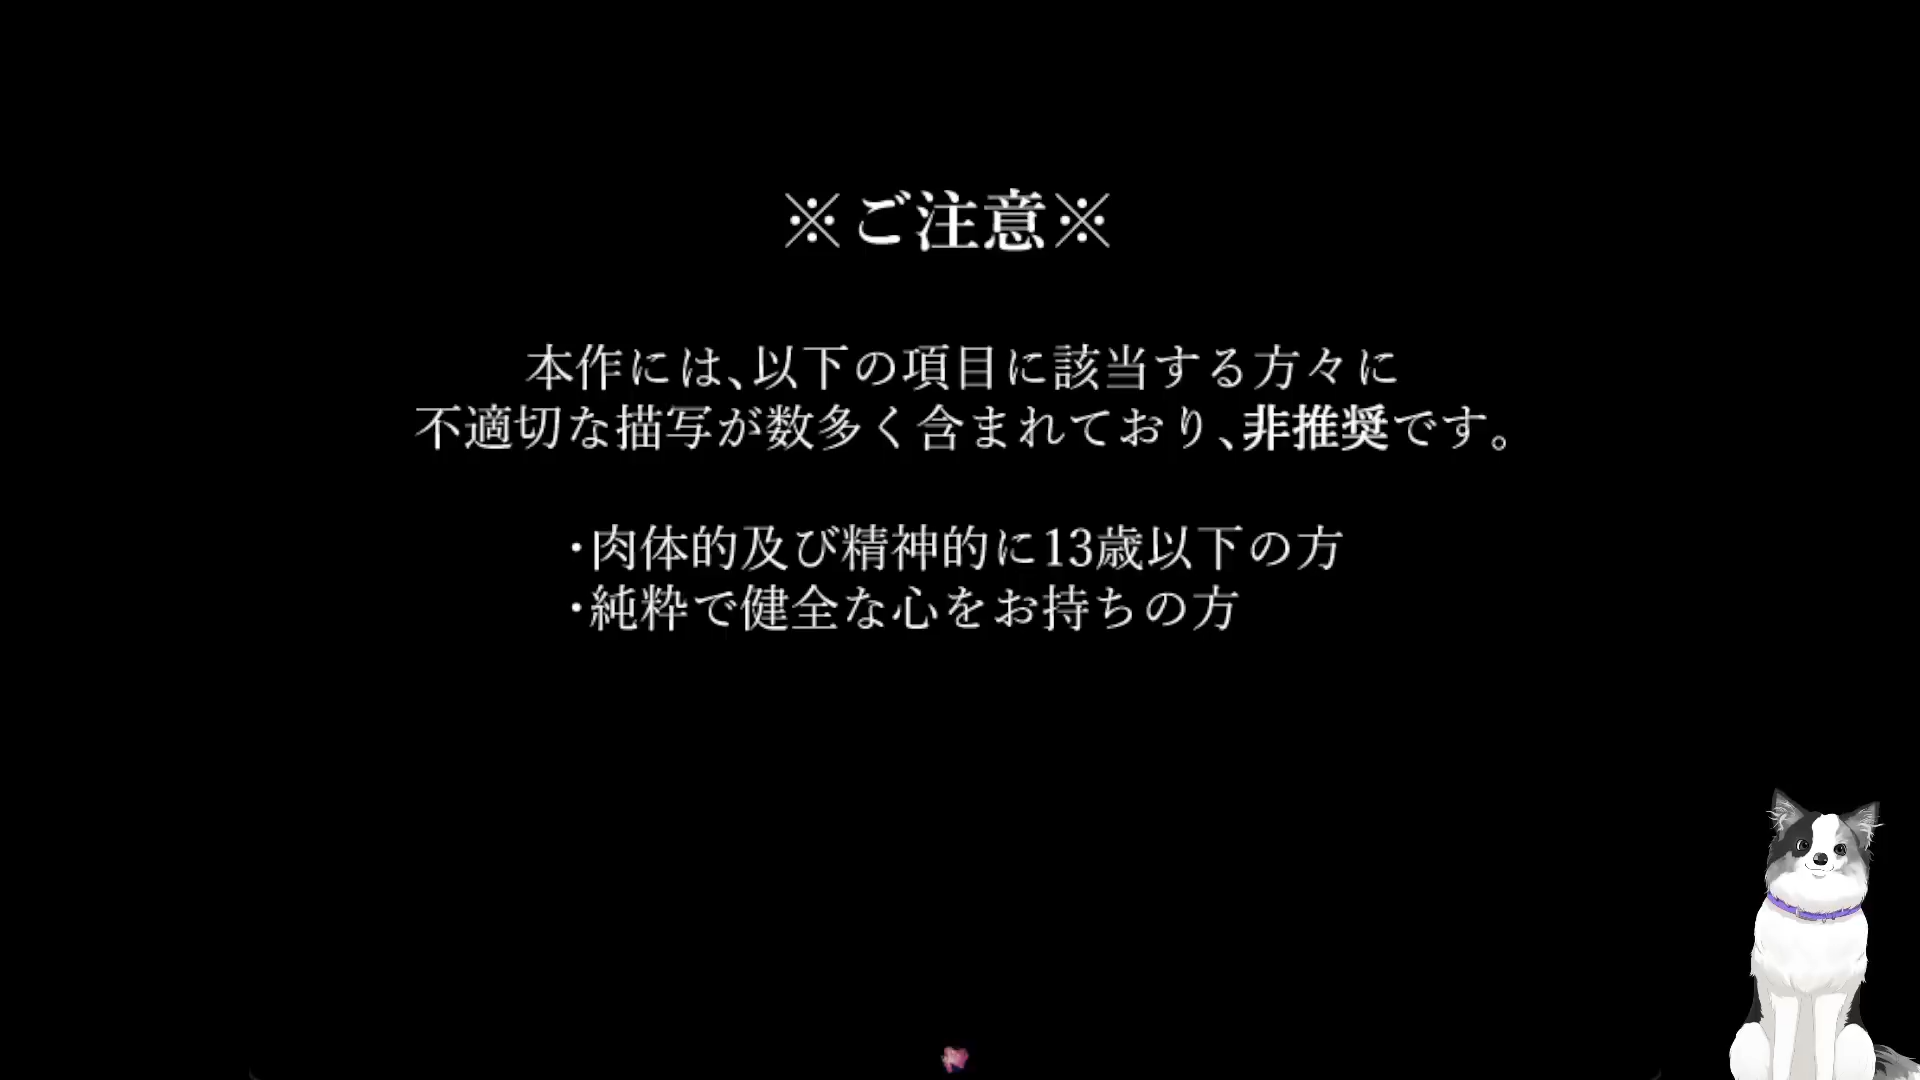 ※ご注意※
本作には、以下の項目に該当する方々に
不適切な描写が数多く含まれており、非推奨です。
・肉体的及び精神的に13歳以下の方
・純粋で健全な心をお持ちの方